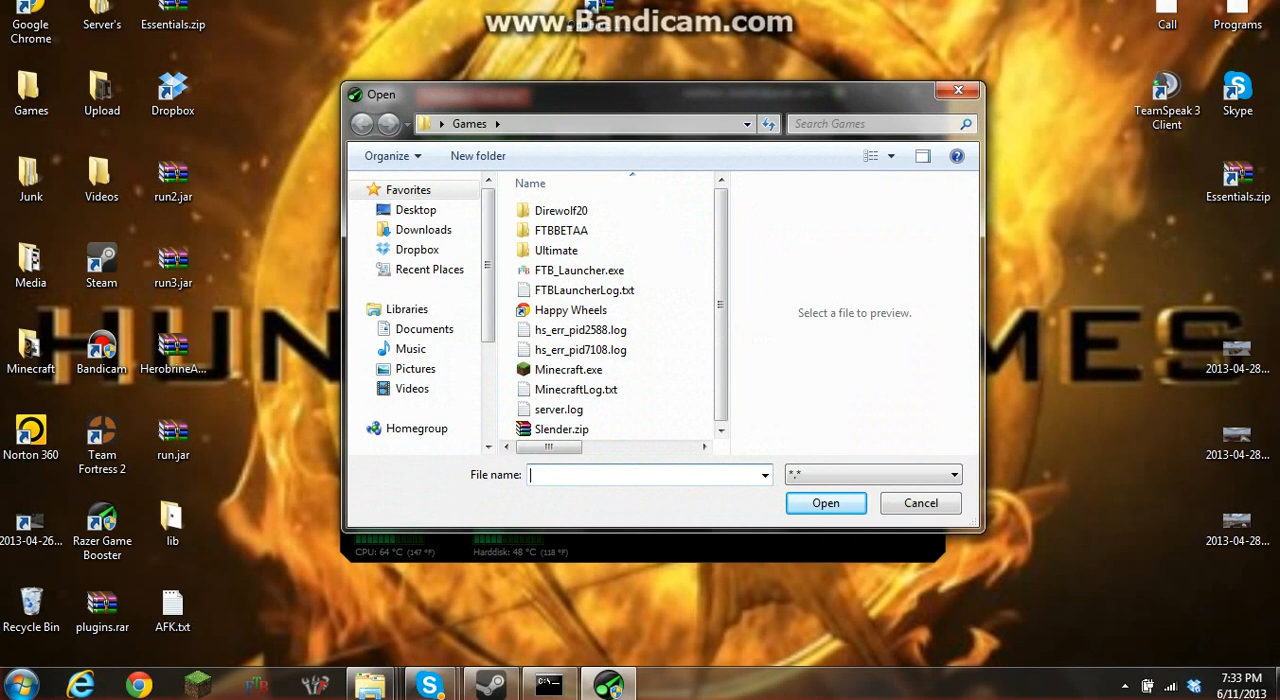 www.Bandicam.com
Google Chrome
Server's
Essentials.zip
Call
Programs
Games
Upload
Dropbox
TeamSpeak 3 Client
Skype
Junk
Videos
run2.jar
Essentials.zip
Media
Steam
run3.jar
Minecraft
Bandicam
HerobrineA...
2013-04-28...
Norton 360
Team Fortress 2
run.jar
2013-04-28...
2013-04-26...
Razer Game Booster
lib
2013-04-28...
Recycle Bin
plugins.rar
AFK.txt
HUN
EMES
Open
Games
Search Games
Organize
New folder
Favorites
Desktop
Downloads
Dropbox
Recent Places
Libraries
Documents
Music
Pictures
Videos
Homegroup
Name
Direwolf20
FTBBETAA
Ultimate
FTB_Launcher.exe
FTBLauncherLog.txt
Happy Wheels
hs_err_pid2588.log
hs_err_pid7108.log
Minecraft.exe
MinecraftLog.txt
server.log
Slender.zip
Select a file to preview.
File name:
*.*
Open
Cancel
CPU: 64 °C (147 °F)
Harddisk: 48 °C (118 °F)
FTB
7:33 PM
6/11/2013